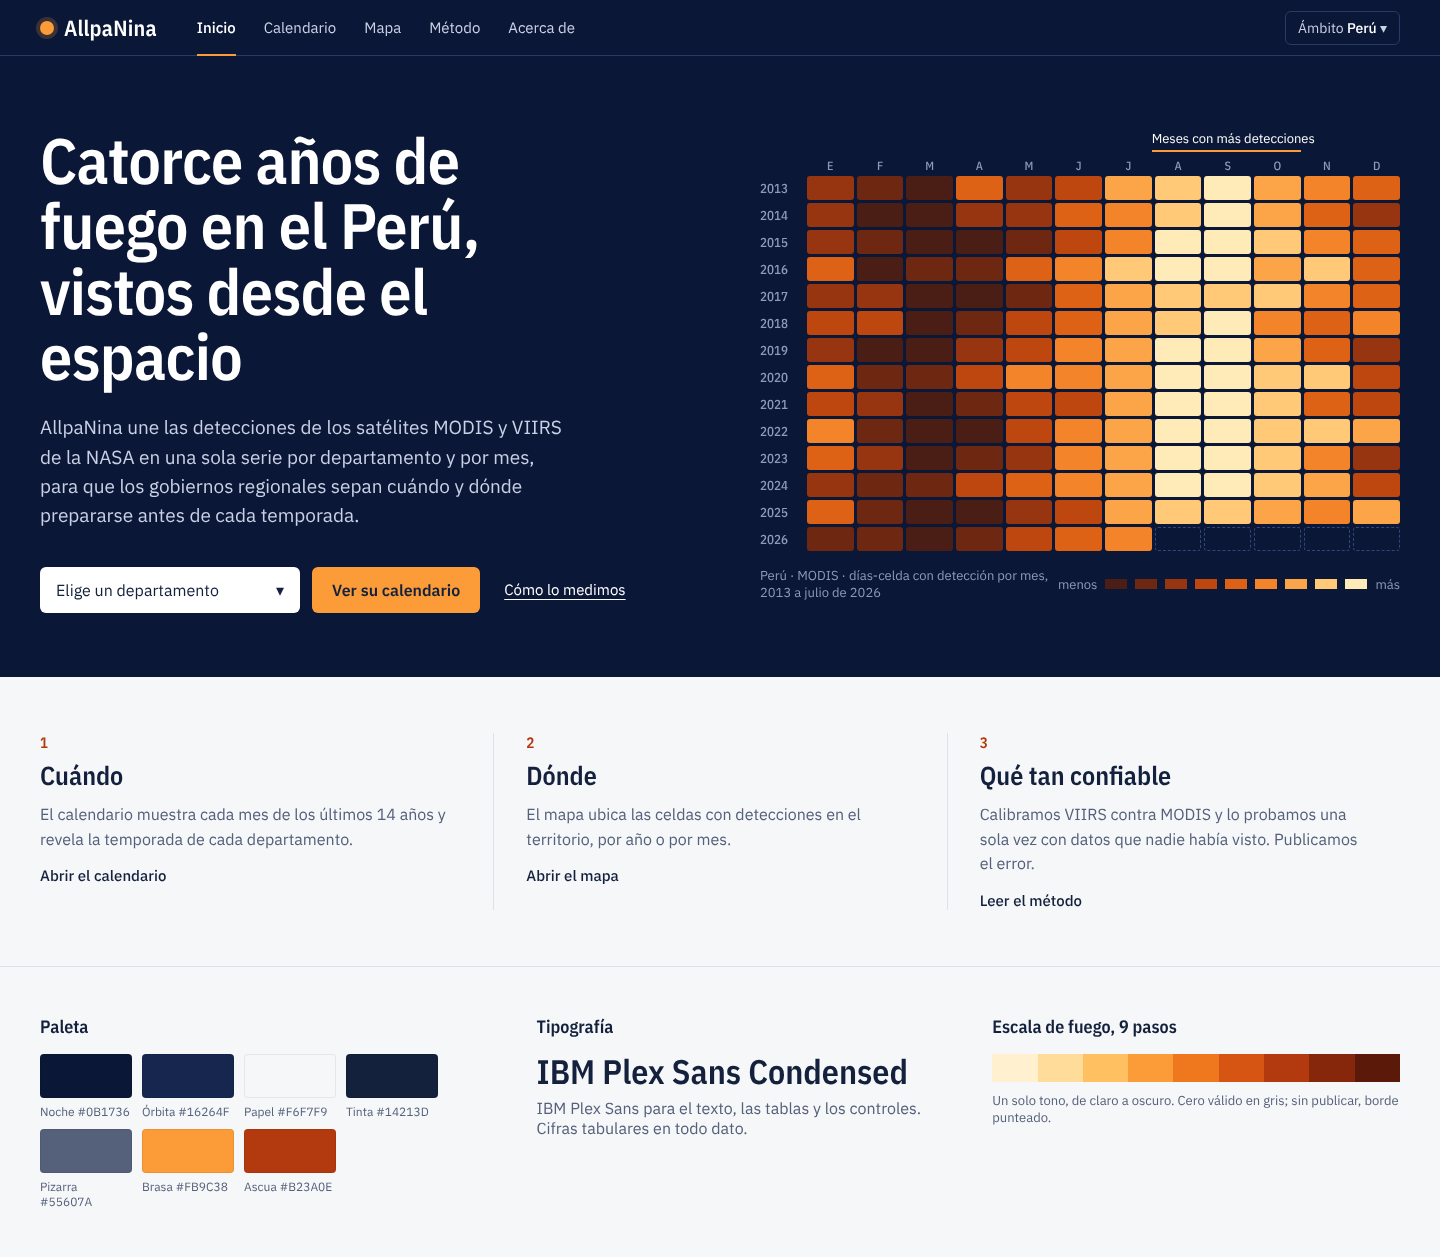 AllpaNina
Inicio
Calendario
Mapa
Método
Acerca de
Ámbito Perú ▾
Catorce años de
fuego en el Perú,
vistos desde el
espacio
AllpaNina une las detecciones de los satélites MODIS y VIIRS
de la NASA en una sola serie por departamento y por mes,
para que los gobiernos regionales sepan cuándo y dónde
prepararse antes de cada temporada.
Elige un departamento ▾
Ver su calendario
Cómo lo medimos
Meses con más detecciones
E F M A M J J A S O N D
2013
2014
2015
2016
2017
2018
2019
2020
2021
2022
2023
2024
2025
2026
Perú · MODIS · días-celda con detección por mes,
2013 a julio de 2026
menos
más
1
Cuándo
El calendario muestra cada mes de los últimos 14 años y
revela la temporada de cada departamento.
Abrir el calendario
2
Dónde
El mapa ubica las celdas con detecciones en el
territorio, por año o por mes.
Abrir el mapa
3
Qué tan confiable
Calibramos VIIRS contra MODIS y lo probamos una
sola vez con datos que nadie había visto. Publicamos
el error.
Leer el método
Paleta
Noche #0B1736
Órbita #16264F
Papel #F6F7F9
Tinta #14213D
Pizarra
#55607A
Brasa #FB9C38
Ascua #B23A0E
Tipografía
IBM Plex Sans Condensed
IBM Plex Sans para el texto, las tablas y los controles.
Cifras tabulares en todo dato.
Escala de fuego, 9 pasos
Un solo tono, de claro a oscuro. Cero válido en gris; sin publicar, borde
punteado.